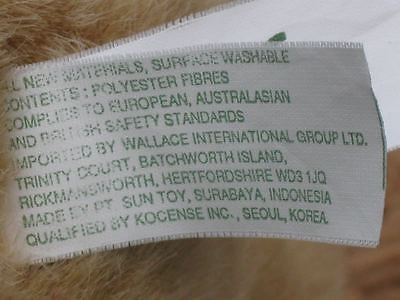 ALL NEW MATERIALS, SURFACE WASHABLE
CONTENTS : POLYESTER FIBRES
COMPLIES TO EUROPEAN, AUSTRALASIAN
AND BRITISH SAFETY STANDARDS
IMPORTED BY WALLACE INTERNATIONAL GROUP LTD.
TRINITY COURT, BATCHWORTH ISLAND,
RICKMANSWORTH, HERTFORDSHIRE WD3 1JQ
MADE BY PT. SUN TOY, SURABAYA, INDONESIA
QUALIFIED BY KOCENSE INC., SEOUL, KOREA